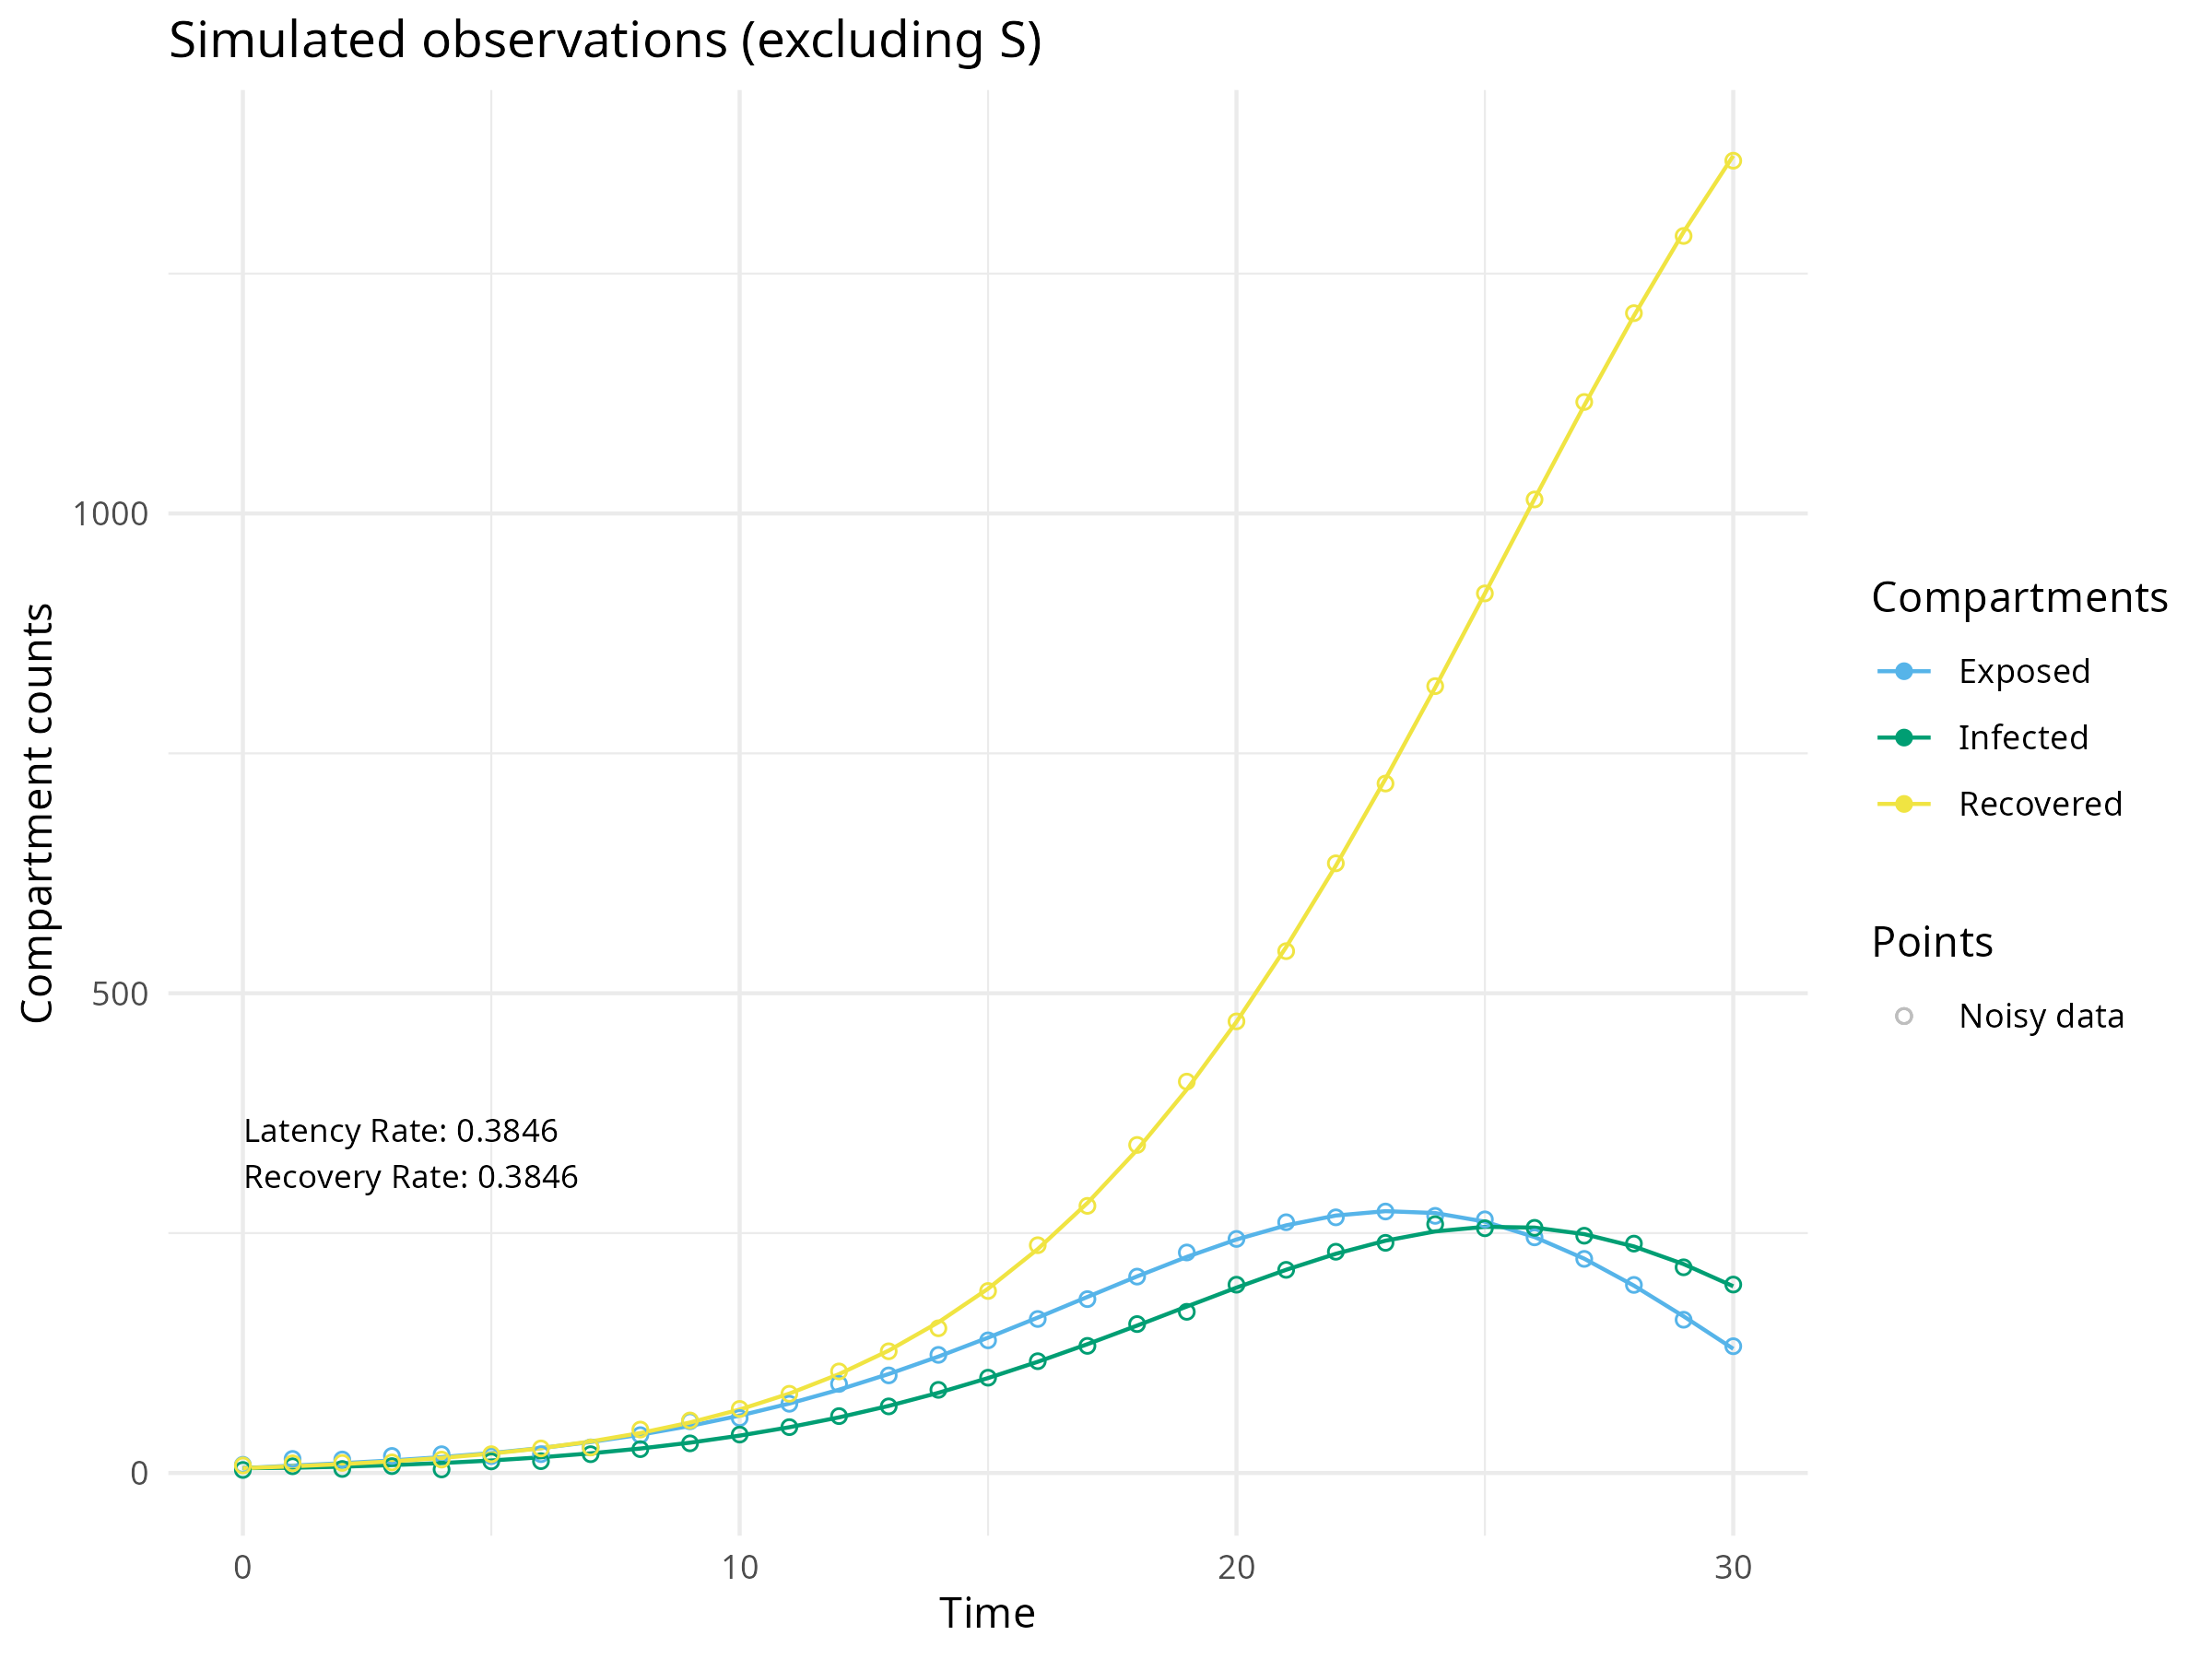 Simulated observations (excluding S)
Compartment counts
1000
500
0
Latency Rate: 0.3846
Recovery Rate: 0.3846
0
10
20
30
Time
Compartments
Exposed
Infected
Recovered
Points
Noisy data